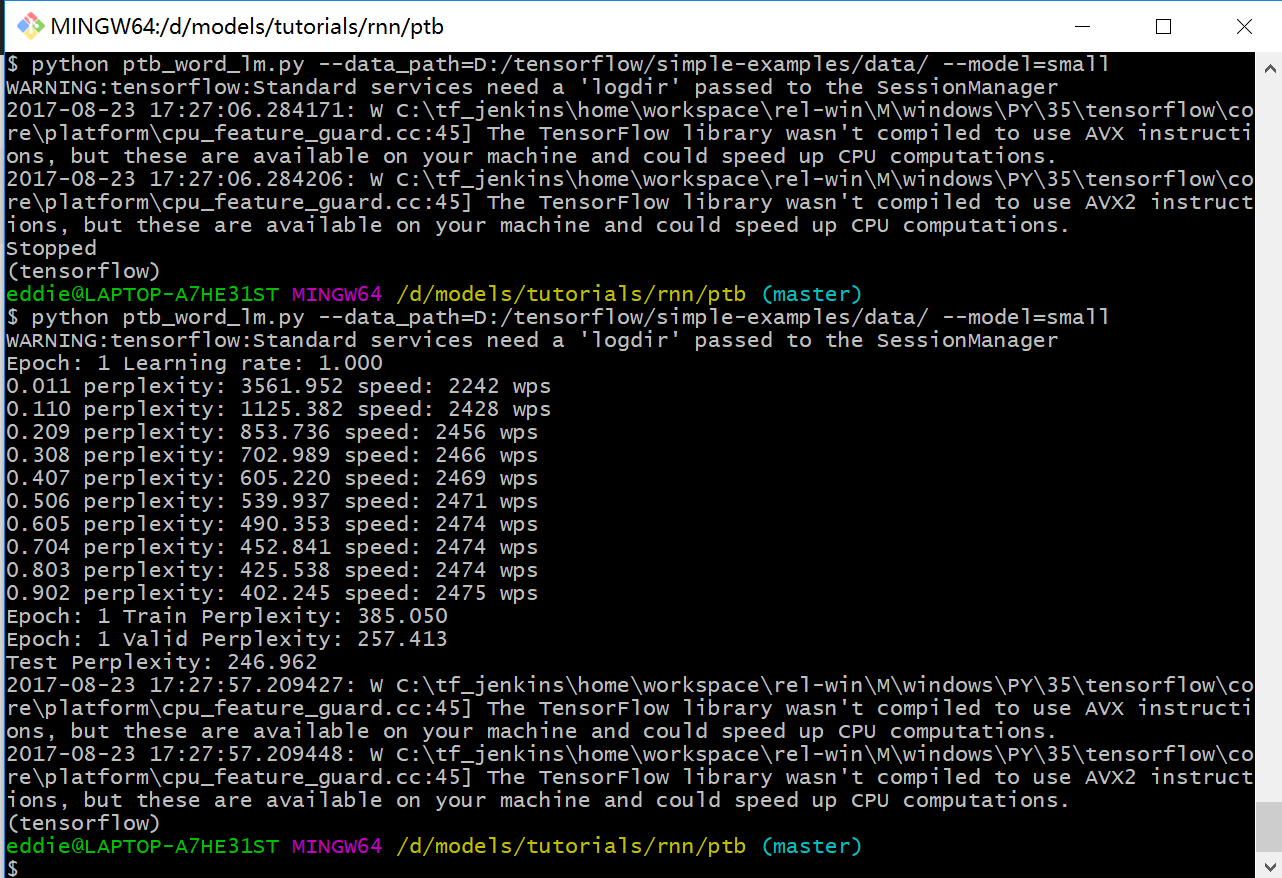 MINGW64:/d/models/tutorials/rnn/ptb
$ python ptb_word_lm.py --data_path=D:/tensorflow/simple-examples/data/ --model=small
WARNING:tensorflow:Standard services need a 'logdir' passed to the SessionManager
2017-08-23 17:27:06.284171: W C:\tf_jenkins\home\workspace\rel-win\M\windows\PY\35\tensorflow\co
re\platform\cpu_feature_guard.cc:45] The TensorFlow library wasn't compiled to use AVX instructi
ons, but these are available on your machine and could speed up CPU computations.
2017-08-23 17:27:06.284206: W C:\tf_jenkins\home\workspace\rel-win\M\windows\PY\35\tensorflow\co
re\platform\cpu_feature_guard.cc:45] The TensorFlow library wasn't compiled to use AVX2 instruct
ions, but these are available on your machine and could speed up CPU computations.
Stopped
(tensorflow)
eddie@LAPTOP-A7HE31ST MINGW64 /d/models/tutorials/rnn/ptb (master)
$ python ptb_word_lm.py --data_path=D:/tensorflow/simple-examples/data/ --model=small
WARNING:tensorflow:Standard services need a 'logdir' passed to the SessionManager
Epoch: 1 Learning rate: 1.000
0.011 perplexity: 3561.952 speed: 2242 wps
0.110 perplexity: 1125.382 speed: 2428 wps
0.209 perplexity: 853.736 speed: 2456 wps
0.308 perplexity: 702.989 speed: 2466 wps
0.407 perplexity: 605.220 speed: 2469 wps
0.506 perplexity: 539.937 speed: 2471 wps
0.605 perplexity: 490.353 speed: 2474 wps
0.704 perplexity: 452.841 speed: 2474 wps
0.803 perplexity: 425.538 speed: 2474 wps
0.902 perplexity: 402.245 speed: 2475 wps
Epoch: 1 Train Perplexity: 385.050
Epoch: 1 Valid Perplexity: 257.413
Test Perplexity: 246.962
2017-08-23 17:27:57.209427: W C:\tf_jenkins\home\workspace\rel-win\M\windows\PY\35\tensorflow\co
re\platform\cpu_feature_guard.cc:45] The TensorFlow library wasn't compiled to use AVX instructi
ons, but these are available on your machine and could speed up CPU computations.
2017-08-23 17:27:57.209448: W C:\tf_jenkins\home\workspace\rel-win\M\windows\PY\35\tensorflow\co
re\platform\cpu_feature_guard.cc:45] The TensorFlow library wasn't compiled to use AVX2 instruct
ions, but these are available on your machine and could speed up CPU computations.
(tensorflow)
eddie@LAPTOP-A7HE31ST MINGW64 /d/models/tutorials/rnn/ptb (master)
$